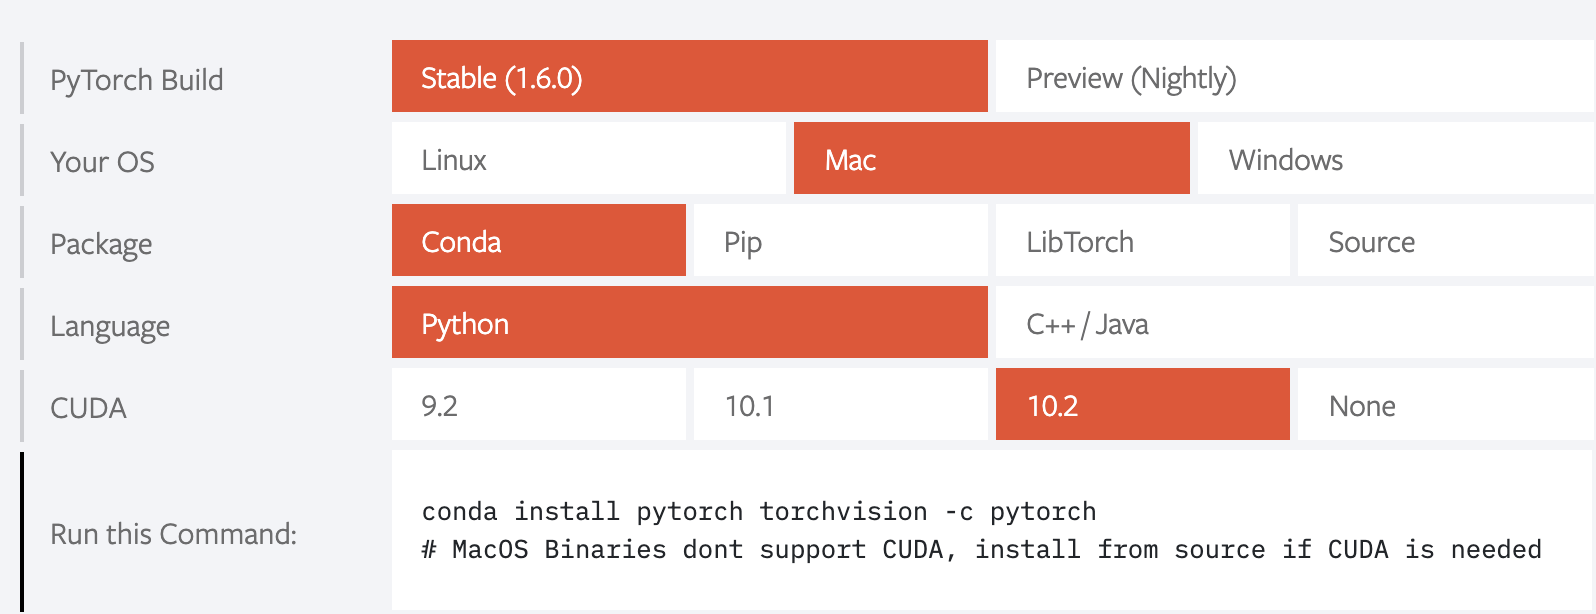 PyTorch Build
Stable (1.6.0)
Preview (Nightly)
Your OS
Linux
Mac
Windows
Package
Conda
Pip
LibTorch
Source
Language
Python
C++ / Java
CUDA
9.2
10.1
10.2
None
Run this Command:
conda install pytorch torchvision -c pytorch
# MacOS Binaries dont support CUDA, install from source if CUDA is needed